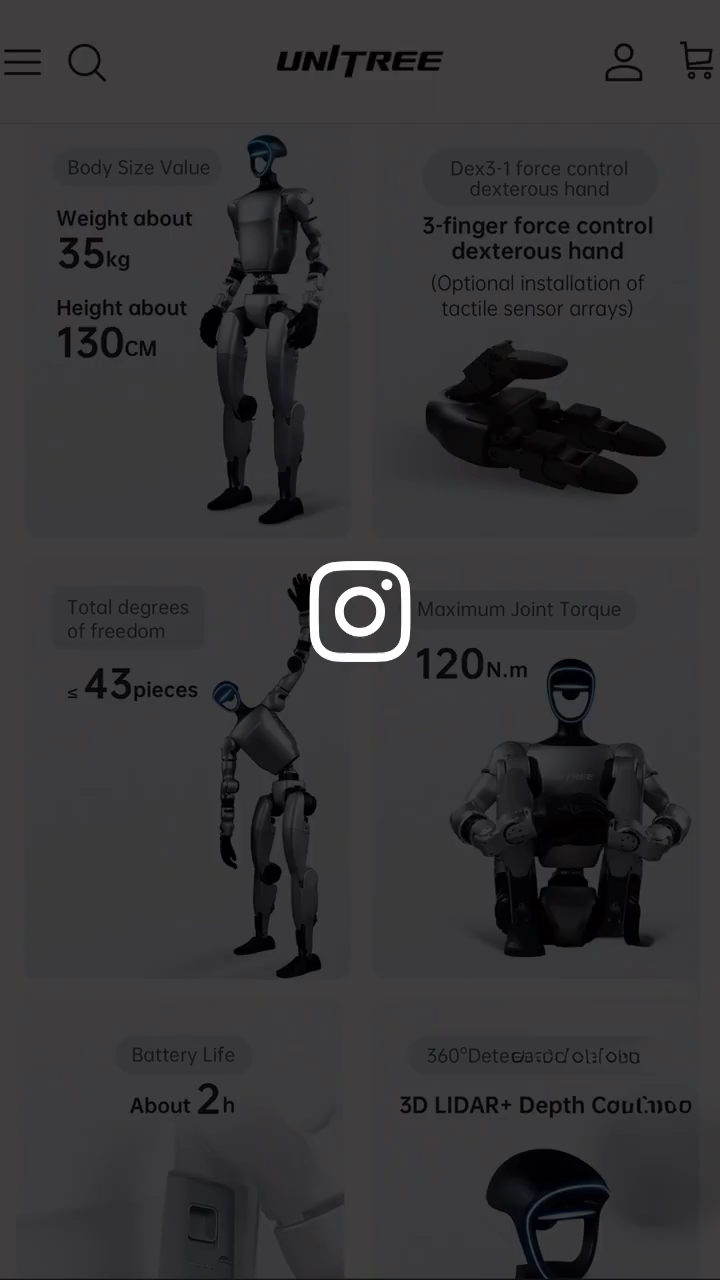 UNITREE
Body Size Value
Weight about
35kg
Height about
130CM
Dex3-1 force control
dexterous hand
3-finger force control
dexterous hand
(Optional installation of
tactile sensor arrays)
Total degrees
of freedom
≤ 43pieces
Maximum Joint Torque
120N.m
Battery Life
About 2h
360°
3D LIDAR+ Depth